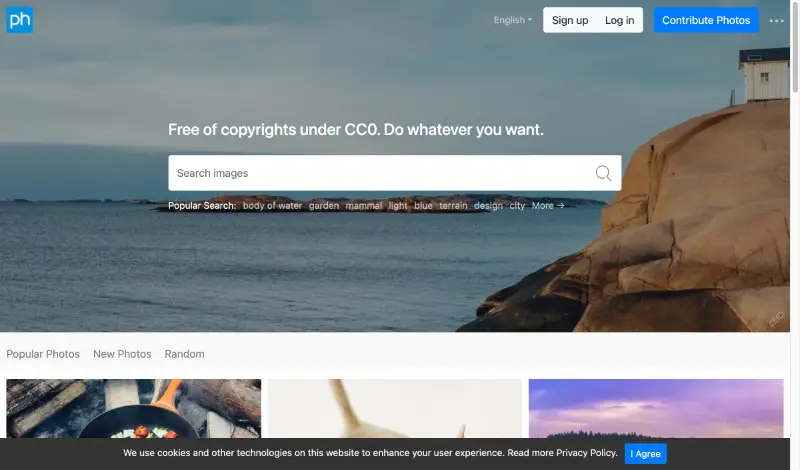 ph
English
Sign up
Log in
Contribute Photos
Free of copyrights under CC0. Do whatever you want.
Search images
Popular Search: body of water garden mammal light blue terrain design city More →
Popular Photos New Photos Random
We use cookies and other technologies on this website to enhance your user experience. Read more Privacy Policy. I Agree